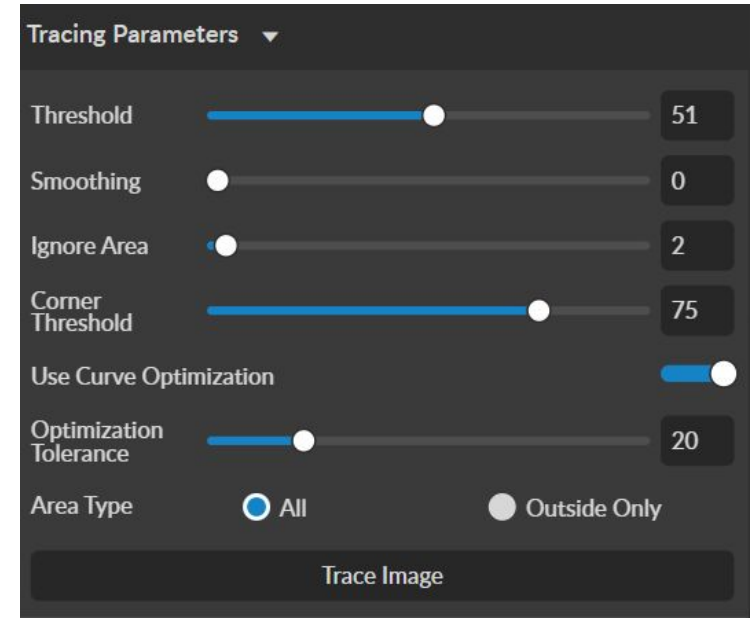 Tracing Parameters
Threshold 51
Smoothing 0
Ignore Area 2
Corner
Threshold 75
Use Curve Optimization
Optimization
Tolerance 20
Area Type All Outside Only
Trace Image